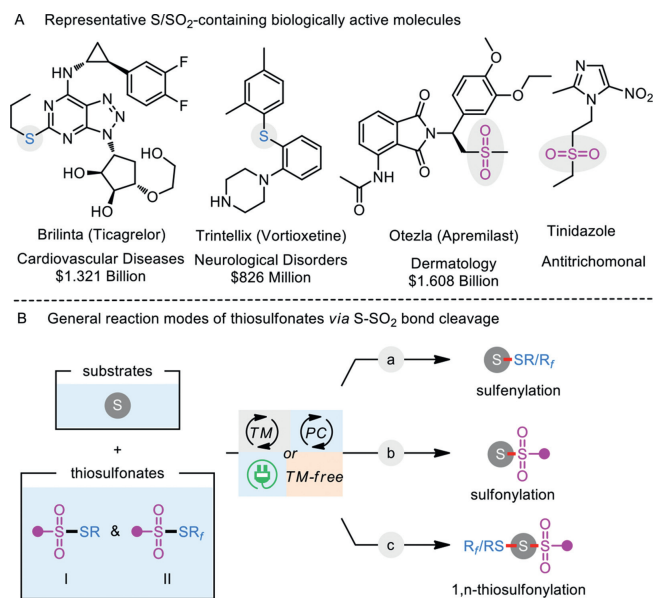 A Representative S/SO2-containing biologically active molecules
HN
F
F
N
N
N
N
N
S
HO
HO
O
OH
Brilinta (Ticagrelor)
Cardiovascular Diseases
$1.321 Billion
S
N
HN
Trintellix (Vortioxetine)
Neurological Disorders
$826 Million
O
O
O
N
O
O
S
O
NH
O
Otezla (Apremilast)
Dermatology
$1.608 Billion
N
N
NO2
O
S
O
Tinidazole
Antitrichomonal
B General reaction modes of thiosulfonates via S-SO2 bond cleavage
substrates
S
+
thiosulfonates
O
S
O
SR
&
O
S
O
SRf
I
II
TM
PC
or
TM-free
a
S
SR/Rf
sulfenylation
b
S
O
S
O
sulfonylation
c
Rf/RS
S
O
S
O
1,n-thiosulfonylation